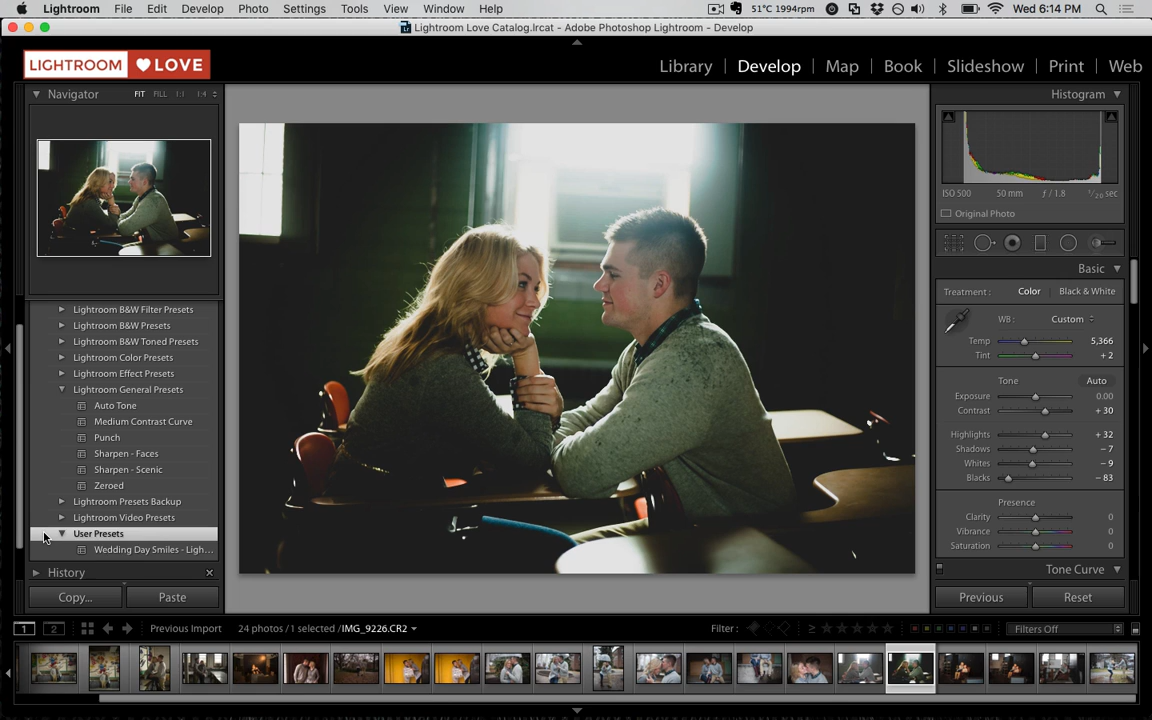 Lightroom File Edit Develop Photo Settings Tools View Window Help 51°C 1994rpm Wed 6:14 PM
Lightroom Love Catalog.lrcat - Adobe Photoshop Lightroom - Develop
LIGHTROOM LOVE
Library Develop Map Book Slideshow Print Web
Navigator FIT FILL 1:1 1:4
Histogram
ISO 500 50 mm ƒ / 1.8 1/20 sec
Original Photo
Basic
Treatment : Color Black & White
WB : Custom
Temp 5,366
Tint + 2
Tone Auto
Exposure 0.00
Contrast + 30
Highlights + 32
Shadows − 7
Whites − 9
Blacks − 83
Presence
Clarity 0
Vibrance 0
Saturation 0
Tone Curve
Previous Reset
Lightroom B&W Filter Presets
Lightroom B&W Presets
Lightroom B&W Toned Presets
Lightroom Color Presets
Lightroom Effect Presets
Lightroom General Presets
Auto Tone
Medium Contrast Curve
Punch
Sharpen - Faces
Sharpen - Scenic
Zeroed
Lightroom Presets Backup
Lightroom Video Presets
User Presets
Wedding Day Smiles - Ligh...
History
Copy... Paste
1 2 Previous Import 24 photos / 1 selected / IMG_9226.CR2 Filter : ≥ Filters Off